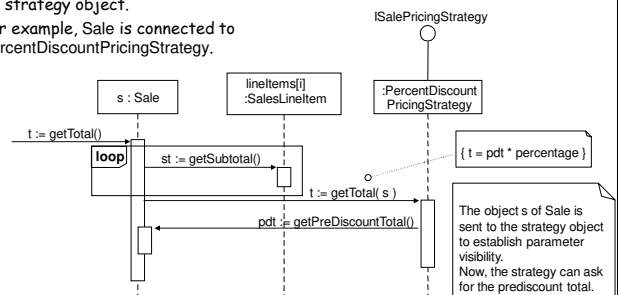 strategy object.
r example, Sale is connected to
ercentDiscountPricingStrategy.
ISalePricingStrategy
s : Sale
lineItems[i]
:SalesLineItem
:PercentDiscount
PricingStrategy
t := getTotal()
loop
st := getSubtotal()
{ t = pdt * percentage }
t := getTotal( s )
pdt := getPreDiscountTotal()
The object s of Sale is
sent to the strategy object
to establish parameter
visibility.
Now, the strategy can ask
for the prediscount total.